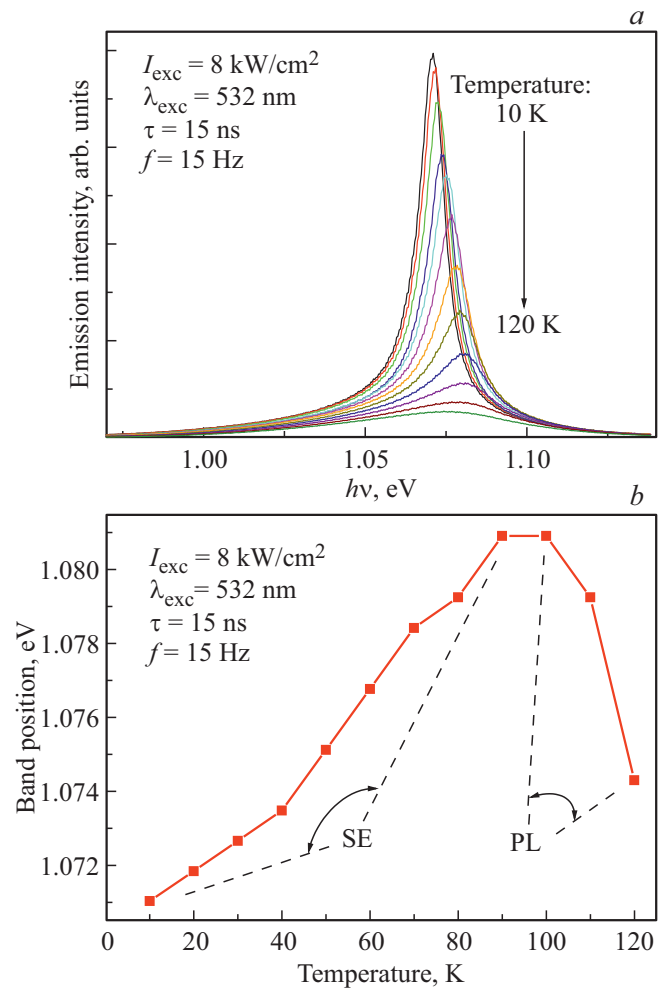 a
I_exc = 8 kW/cm²
λ_exc = 532 nm
τ = 15 ns
f = 15 Hz
Temperature:
10 K
120 K
Emission intensity, arb. units
1.00
1.05
1.10
hν, eV
b
I_exc = 8 kW/cm²
λ_exc = 532 nm
τ = 15 ns
f = 15 Hz
1.080
1.078
1.076
1.074
1.072
Band position, eV
SE
PL
0
20
40
60
80
100
120
Temperature, K